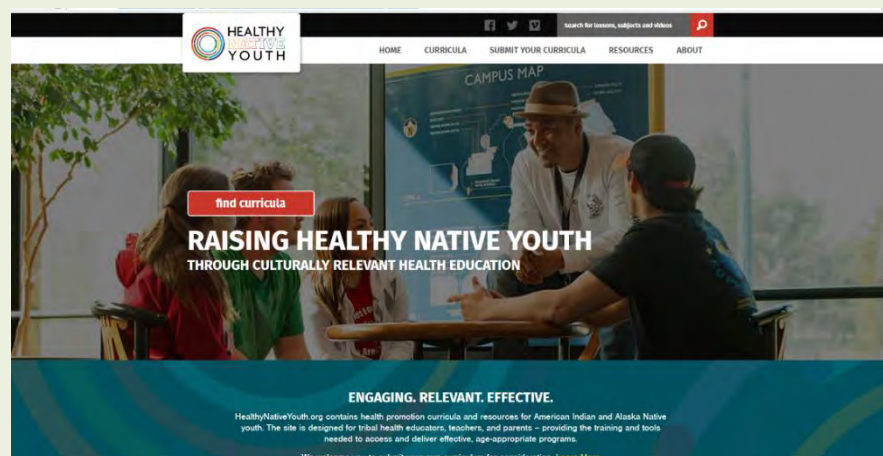 HEALTHY
NATIVE
YOUTH
Search for lessons, subjects and videos
HOME CURRICULA SUBMIT YOUR CURRICULA RESOURCES ABOUT
CAMPUS MAP
find curricula
RAISING HEALTHY NATIVE YOUTH
THROUGH CULTURALLY RELEVANT HEALTH EDUCATION
ENGAGING. RELEVANT. EFFECTIVE.
HealthyNativeYouth.org contains health promotion curricula and resources for American Indian and Alaska Native
youth. The site is designed for tribal health educators, teachers, and parents – providing the training and tools
needed to access and deliver effective, age-appropriate programs.